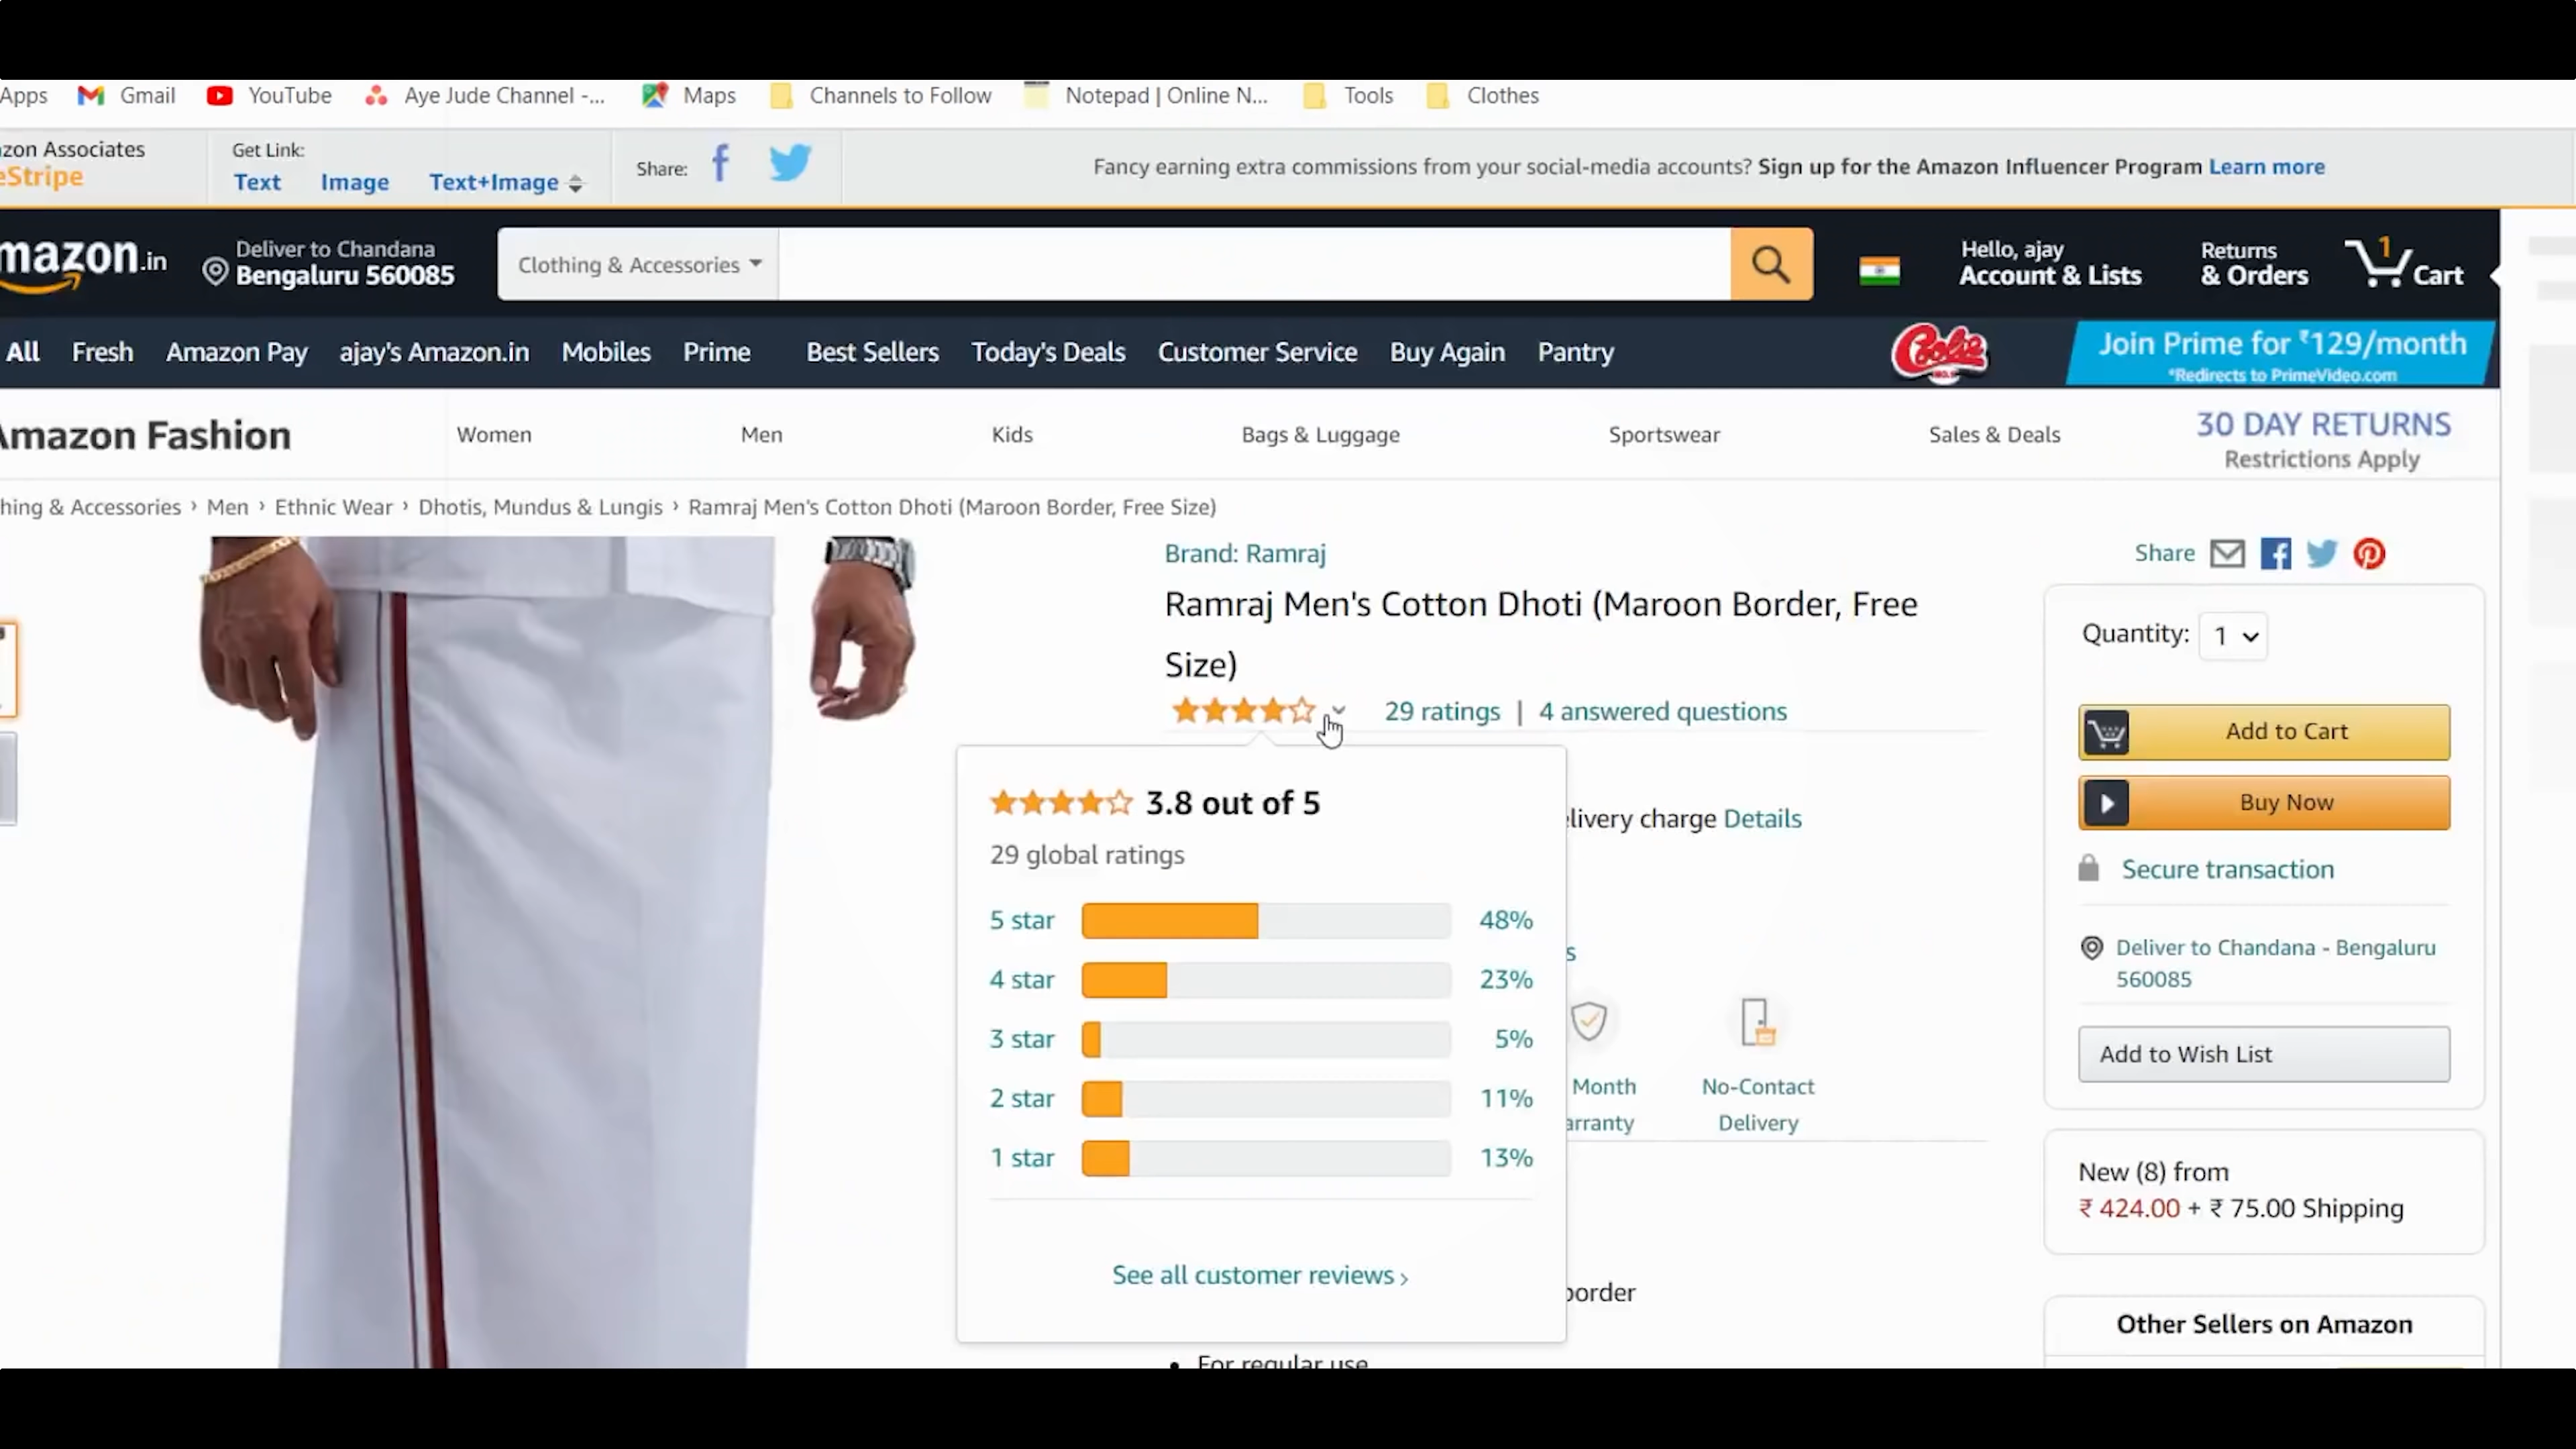 Apps Gmail YouTube Aye Jude Channel -... Maps Channels to Follow Notepad | Online N... Tools Clothes
zon Associates
eStripe
Get Link:
Text Image Text+Image
Share:
Fancy earning extra commissions from your social-media accounts? Sign up for the Amazon Influencer Program Learn more
mazon.in
Deliver to Chandana
Bengaluru 560085
Clothing & Accessories
Hello, ajay
Account & Lists
Returns
& Orders
1
Cart
All Fresh Amazon Pay ajay's Amazon.in Mobiles Prime Best Sellers Today's Deals Customer Service Buy Again Pantry
Coolie
No.1
Join Prime for ₹129/month
*Redirects to PrimeVideo.com
Amazon Fashion Women Men Kids Bags & Luggage Sportswear Sales & Deals
30 DAY RETURNS
Restrictions Apply
hing & Accessories › Men › Ethnic Wear › Dhotis, Mundus & Lungis › Ramraj Men's Cotton Dhoti (Maroon Border, Free Size)
Brand: Ramraj
Ramraj Men's Cotton Dhoti (Maroon Border, Free
Size)
29 ratings | 4 answered questions
3.8 out of 5
29 global ratings
5 star 48%
4 star 23%
3 star 5%
2 star 11%
1 star 13%
See all customer reviews ›
livery charge Details
s
Month
arranty
No-Contact
Delivery
border
• For regular use
Share
Quantity: 1
Add to Cart
Buy Now
Secure transaction
Deliver to Chandana - Bengaluru
560085
Add to Wish List
New (8) from
₹ 424.00 + ₹ 75.00 Shipping
Other Sellers on Amazon